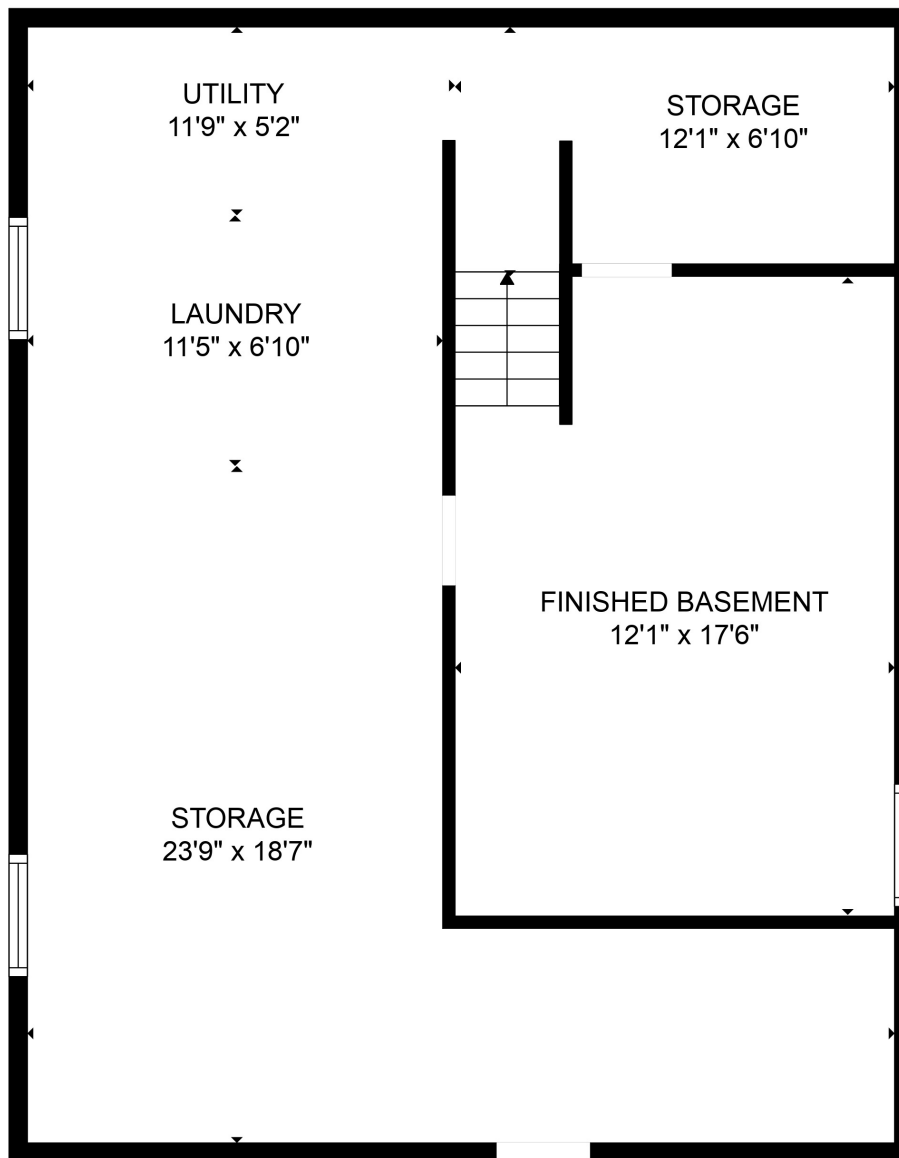 UTILITY
11'9" x 5'2"
STORAGE
12'1" x 6'10"
LAUNDRY
11'5" x 6'10"
FINISHED BASEMENT
12'1" x 17'6"
STORAGE
23'9" x 18'7"